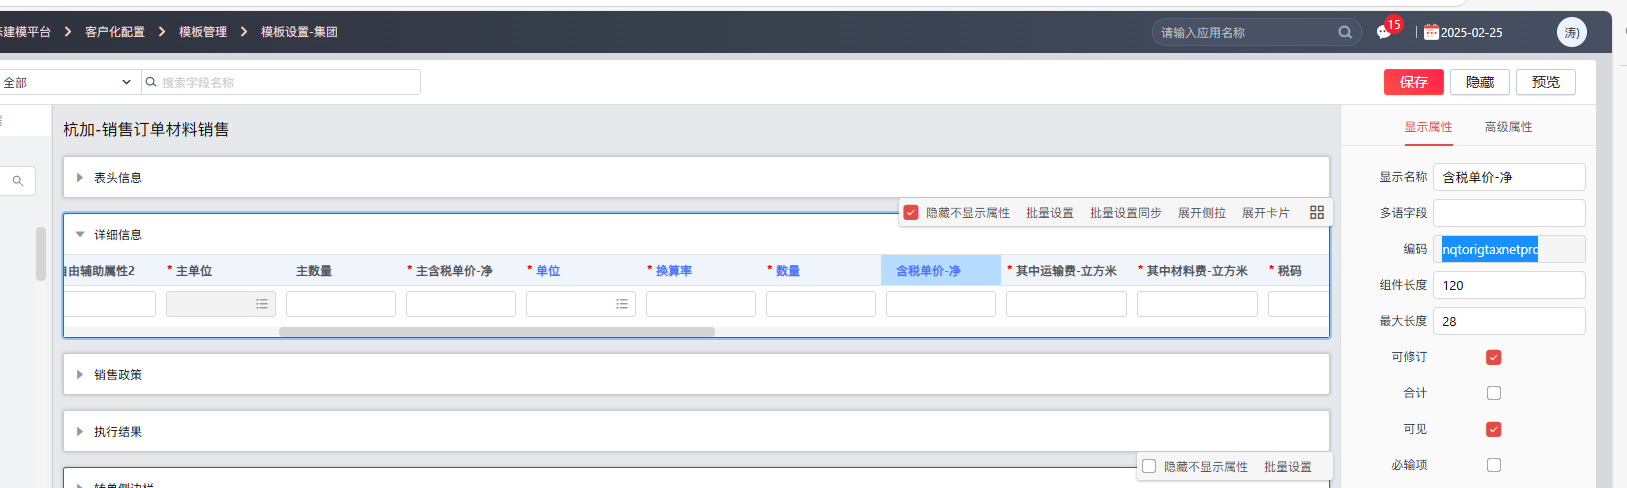 建模平台 > 客户化配置 > 模板管理 > 模板设置-集团
请输入应用名称
15
2025-02-25
涛)
全部
搜索字段名称
保存
隐藏
预览
杭加-销售订单材料销售
显示属性
高级属性
表头信息
隐藏不显示属性 批量设置 批量设置同步 展开侧拉 展开卡片
详细信息
自由辅助属性2 * 主单位 主数量 * 主含税单价-净 * 单位 * 换算率 * 数量 含税单价-净 * 其中运输费-立方米 * 其中材料费-立方米 * 税码
销售政策
执行结果
隐藏不显示属性 批量设置
转单侧边栏
显示名称 含税单价-净
多语字段
编码 nqtorigtaxnetprc
组件长度 120
最大长度 28
可修订
合计
可见
必输项